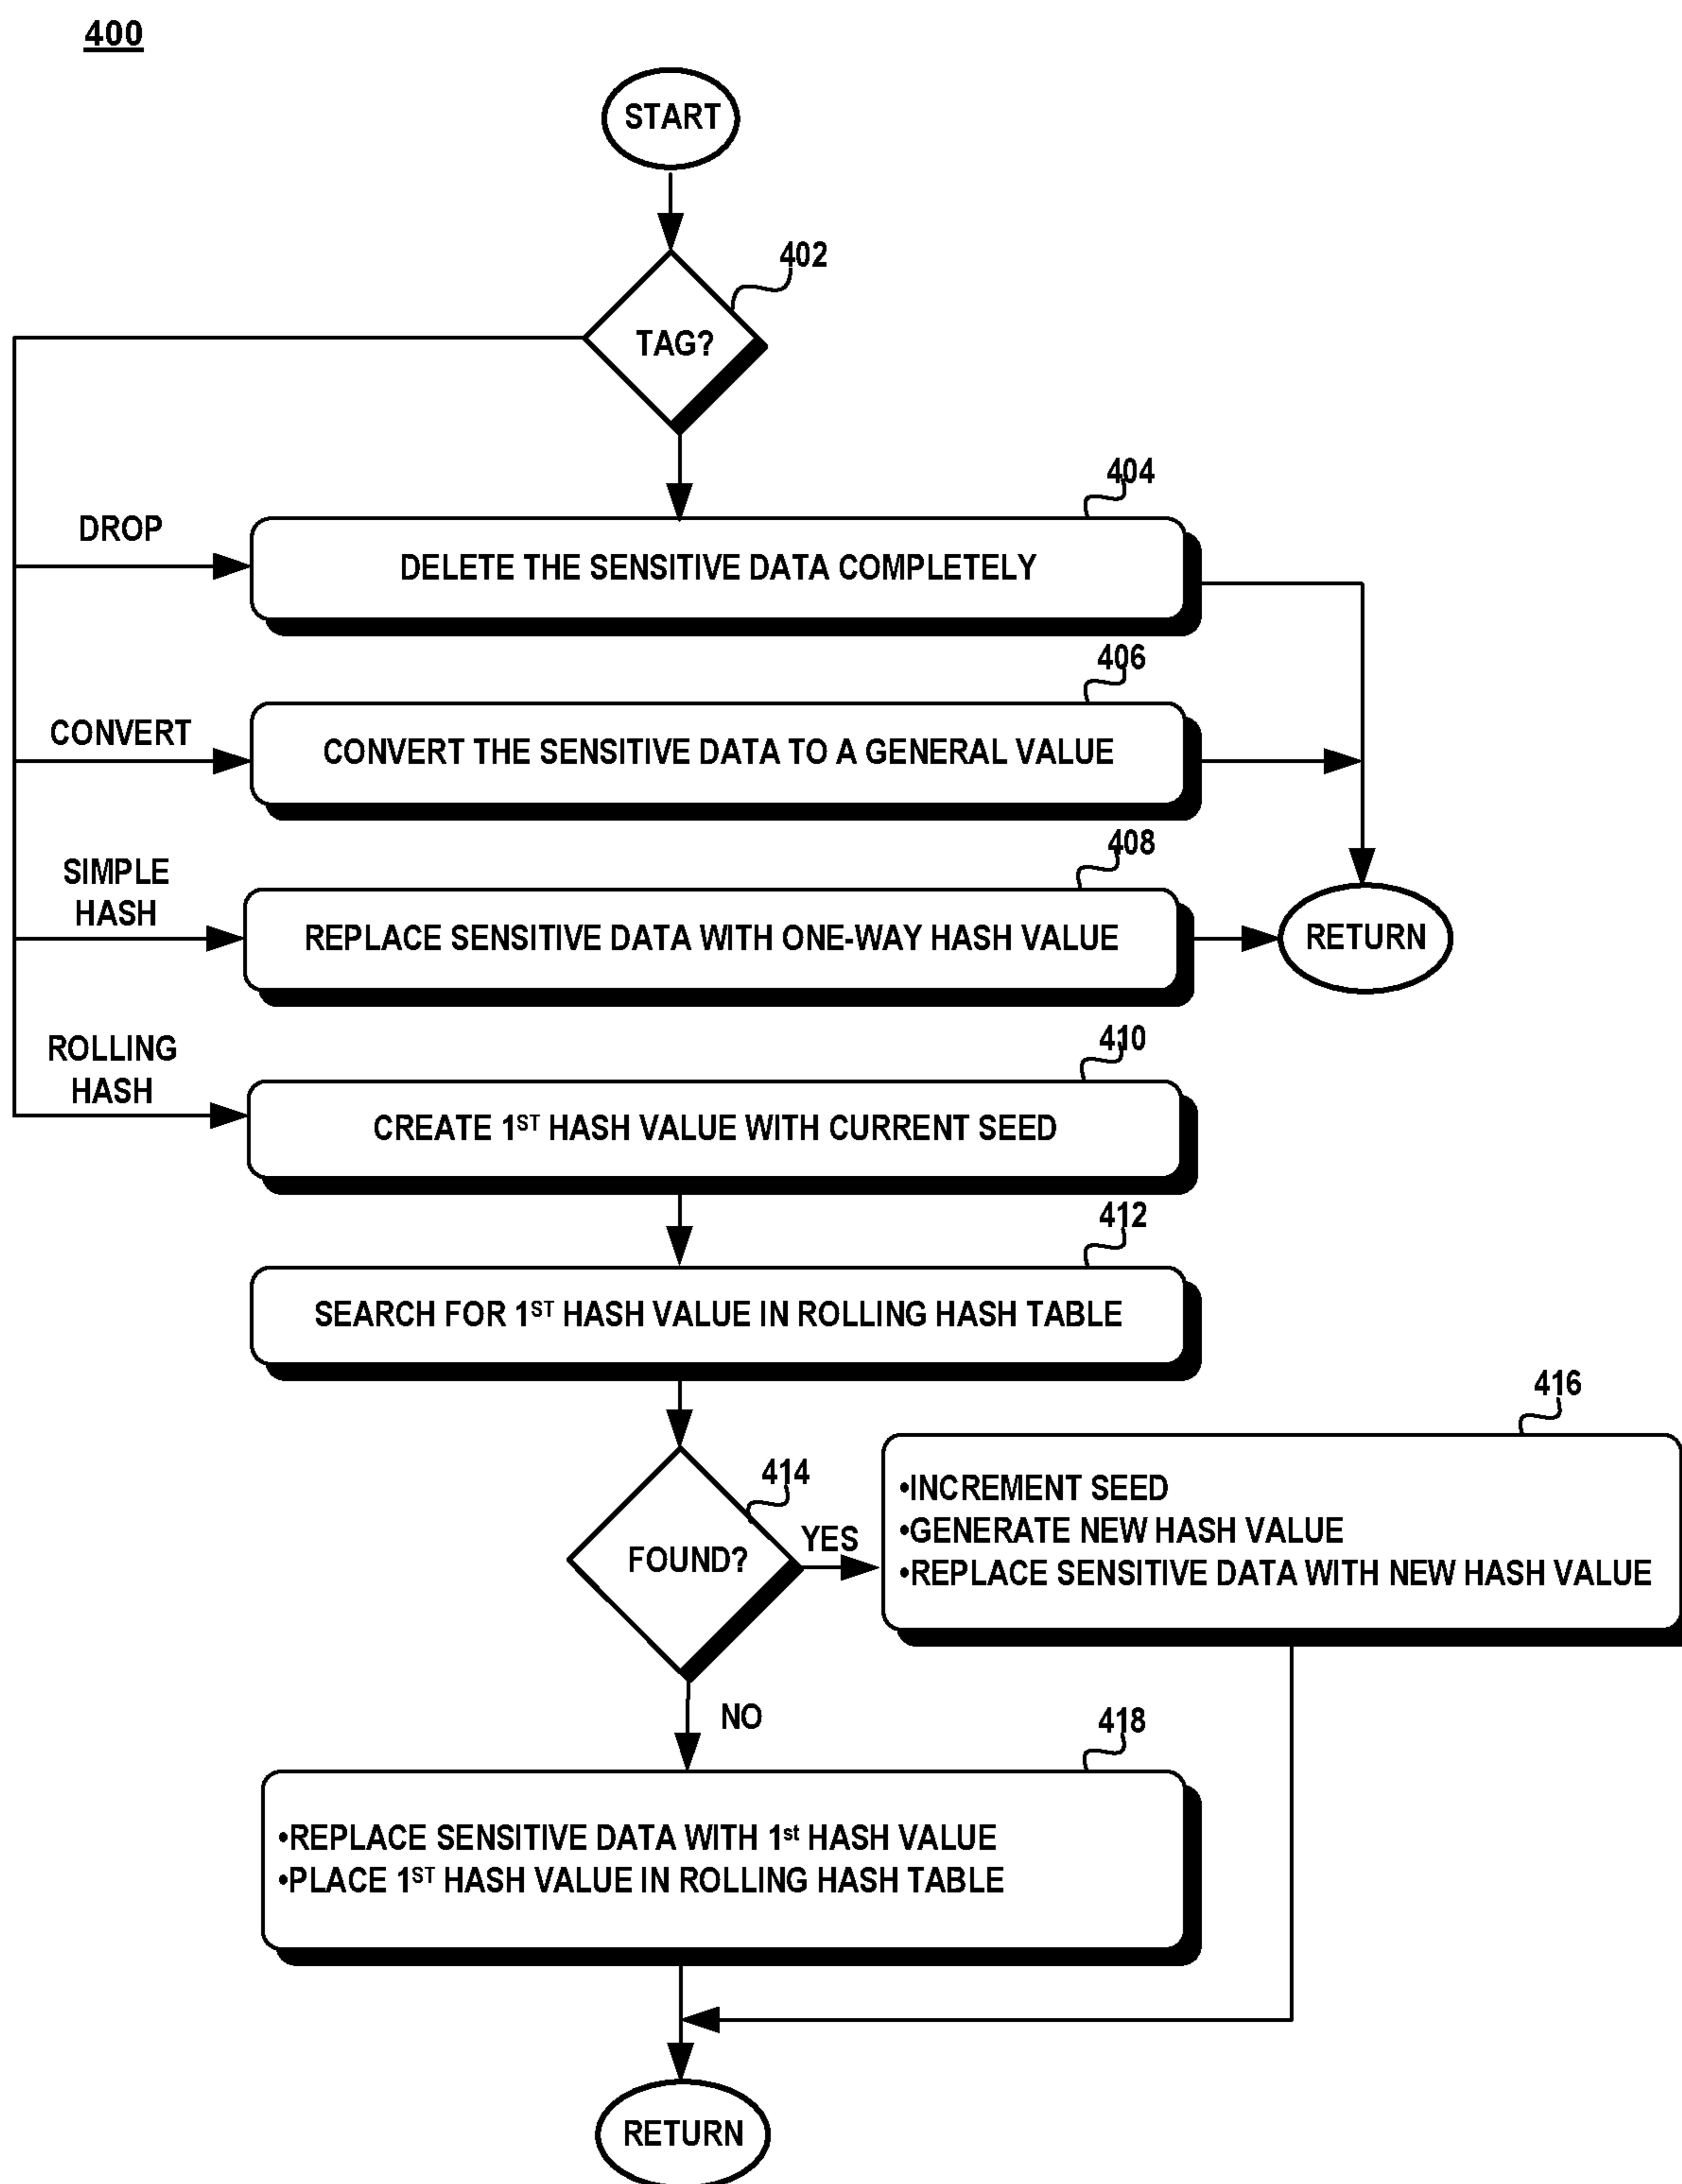 400
START
402
TAG?
404
DROP
DELETE THE SENSITIVE DATA COMPLETELY
406
CONVERT
CONVERT THE SENSITIVE DATA TO A GENERAL VALUE
408
SIMPLE
HASH
REPLACE SENSITIVE DATA WITH ONE-WAY HASH VALUE
RETURN
410
ROLLING
HASH
CREATE 1ST HASH VALUE WITH CURRENT SEED
412
SEARCH FOR 1ST HASH VALUE IN ROLLING HASH TABLE
414
FOUND?
YES
416
•INCREMENT SEED
•GENERATE NEW HASH VALUE
•REPLACE SENSITIVE DATA WITH NEW HASH VALUE
NO
418
•REPLACE SENSITIVE DATA WITH 1st HASH VALUE
•PLACE 1ST HASH VALUE IN ROLLING HASH TABLE
RETURN